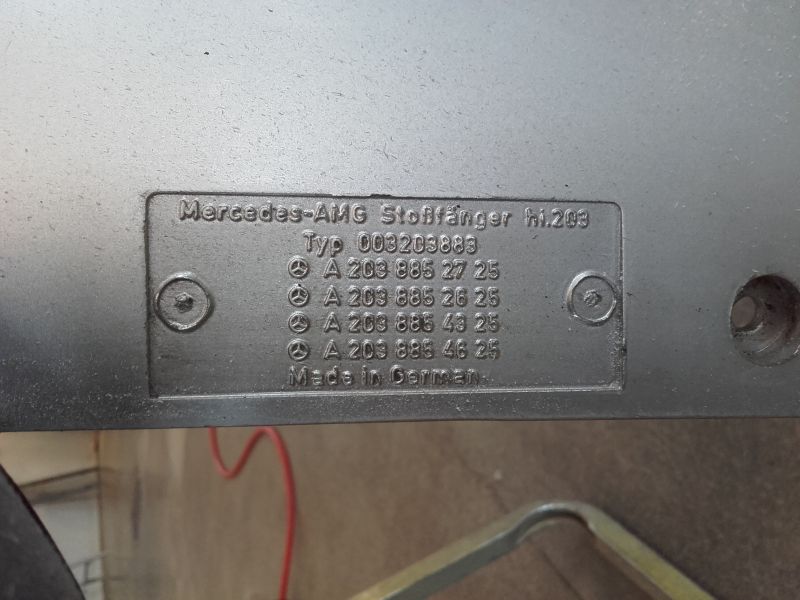 Mercedes-AMG Stoßfänger hi.203
Typ 003203883
A 203 885 27 25
A 203 885 26 25
A 203 885 43 25
A 203 885 46 25
Made in German